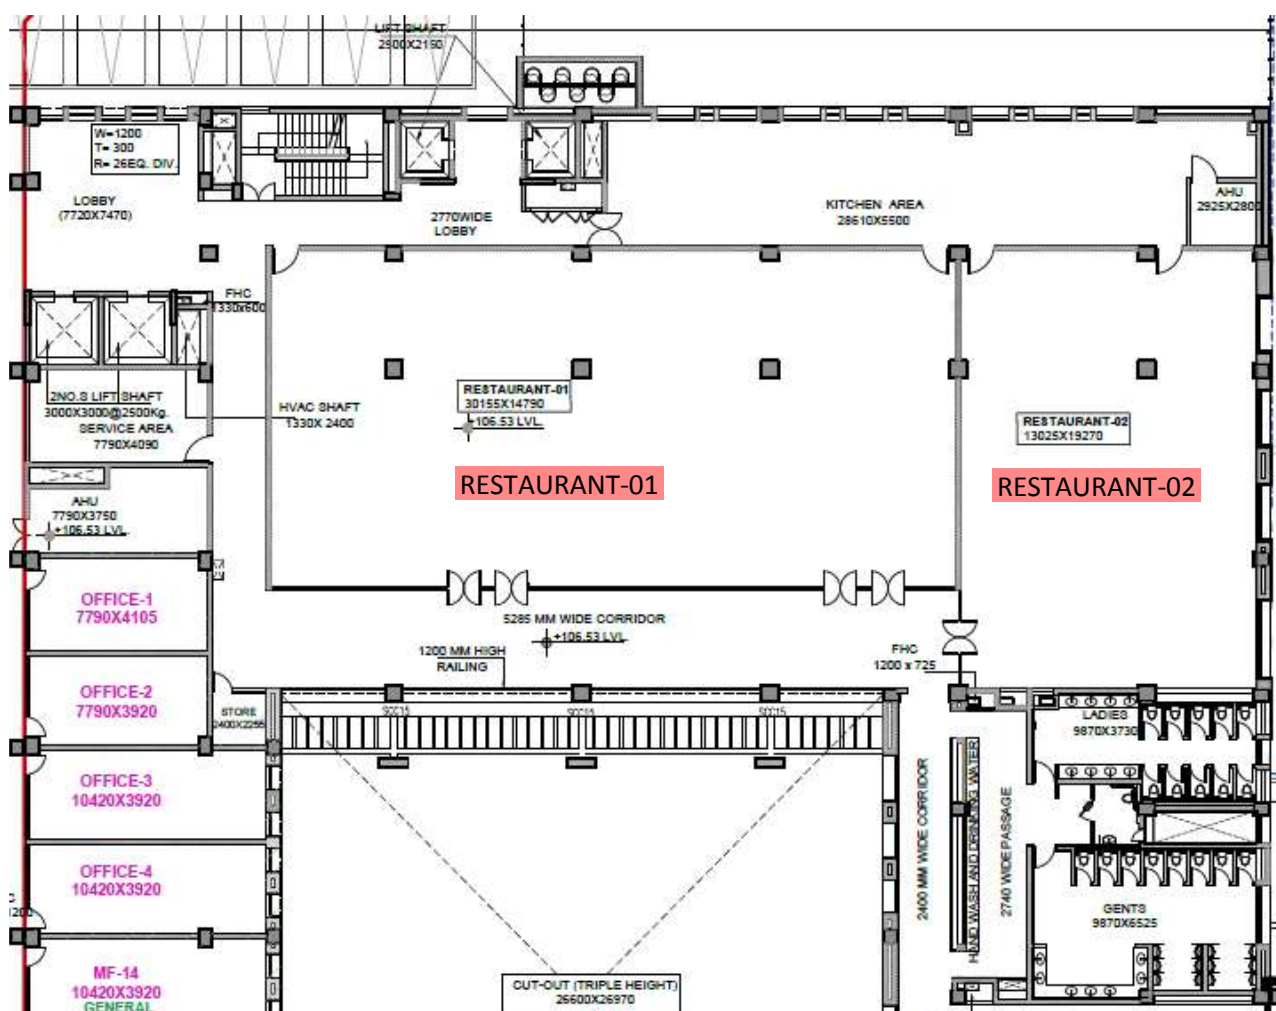 LIFT SHAFT
2900X2150
W=1200
T= 300
R= 26EQ. DIV.
LOBBY
(7720X7470)
2770WIDE
LOBBY
KITCHEN AREA
28610X5500
AHU
2925X2800
FHC
1330x600
2NO.S LIFT SHAFT
3000X3000@2500Kg.
SERVICE AREA
7790X4090
HVAC SHAFT
1330X 2400
RESTAURANT-01
30155X14790
+106.53 LVL.
RESTAURANT-02
13025X19270
RESTAURANT-01
RESTAURANT-02
AHU
7790X3750
+106.53 LVL.
OFFICE-1
7790X4105
5285 MM WIDE CORRIDOR
+106.53 LVL.
1200 MM HIGH
RAILING
FHC
1200 x 725
OFFICE-2
7790X3920
STORE
2400X2255
LADIES
9870X3730
OFFICE-3
10420X3920
2400 MM WIDE CORRIDOR
HAND WASH AND DRINKING WATER
2740 WIDE PASSAGE
OFFICE-4
10420X3920
GENTS
9870X6525
MF-14
10420X3920
GENERAL
CUT-OUT (TRIPLE HEIGHT)
26600X26970